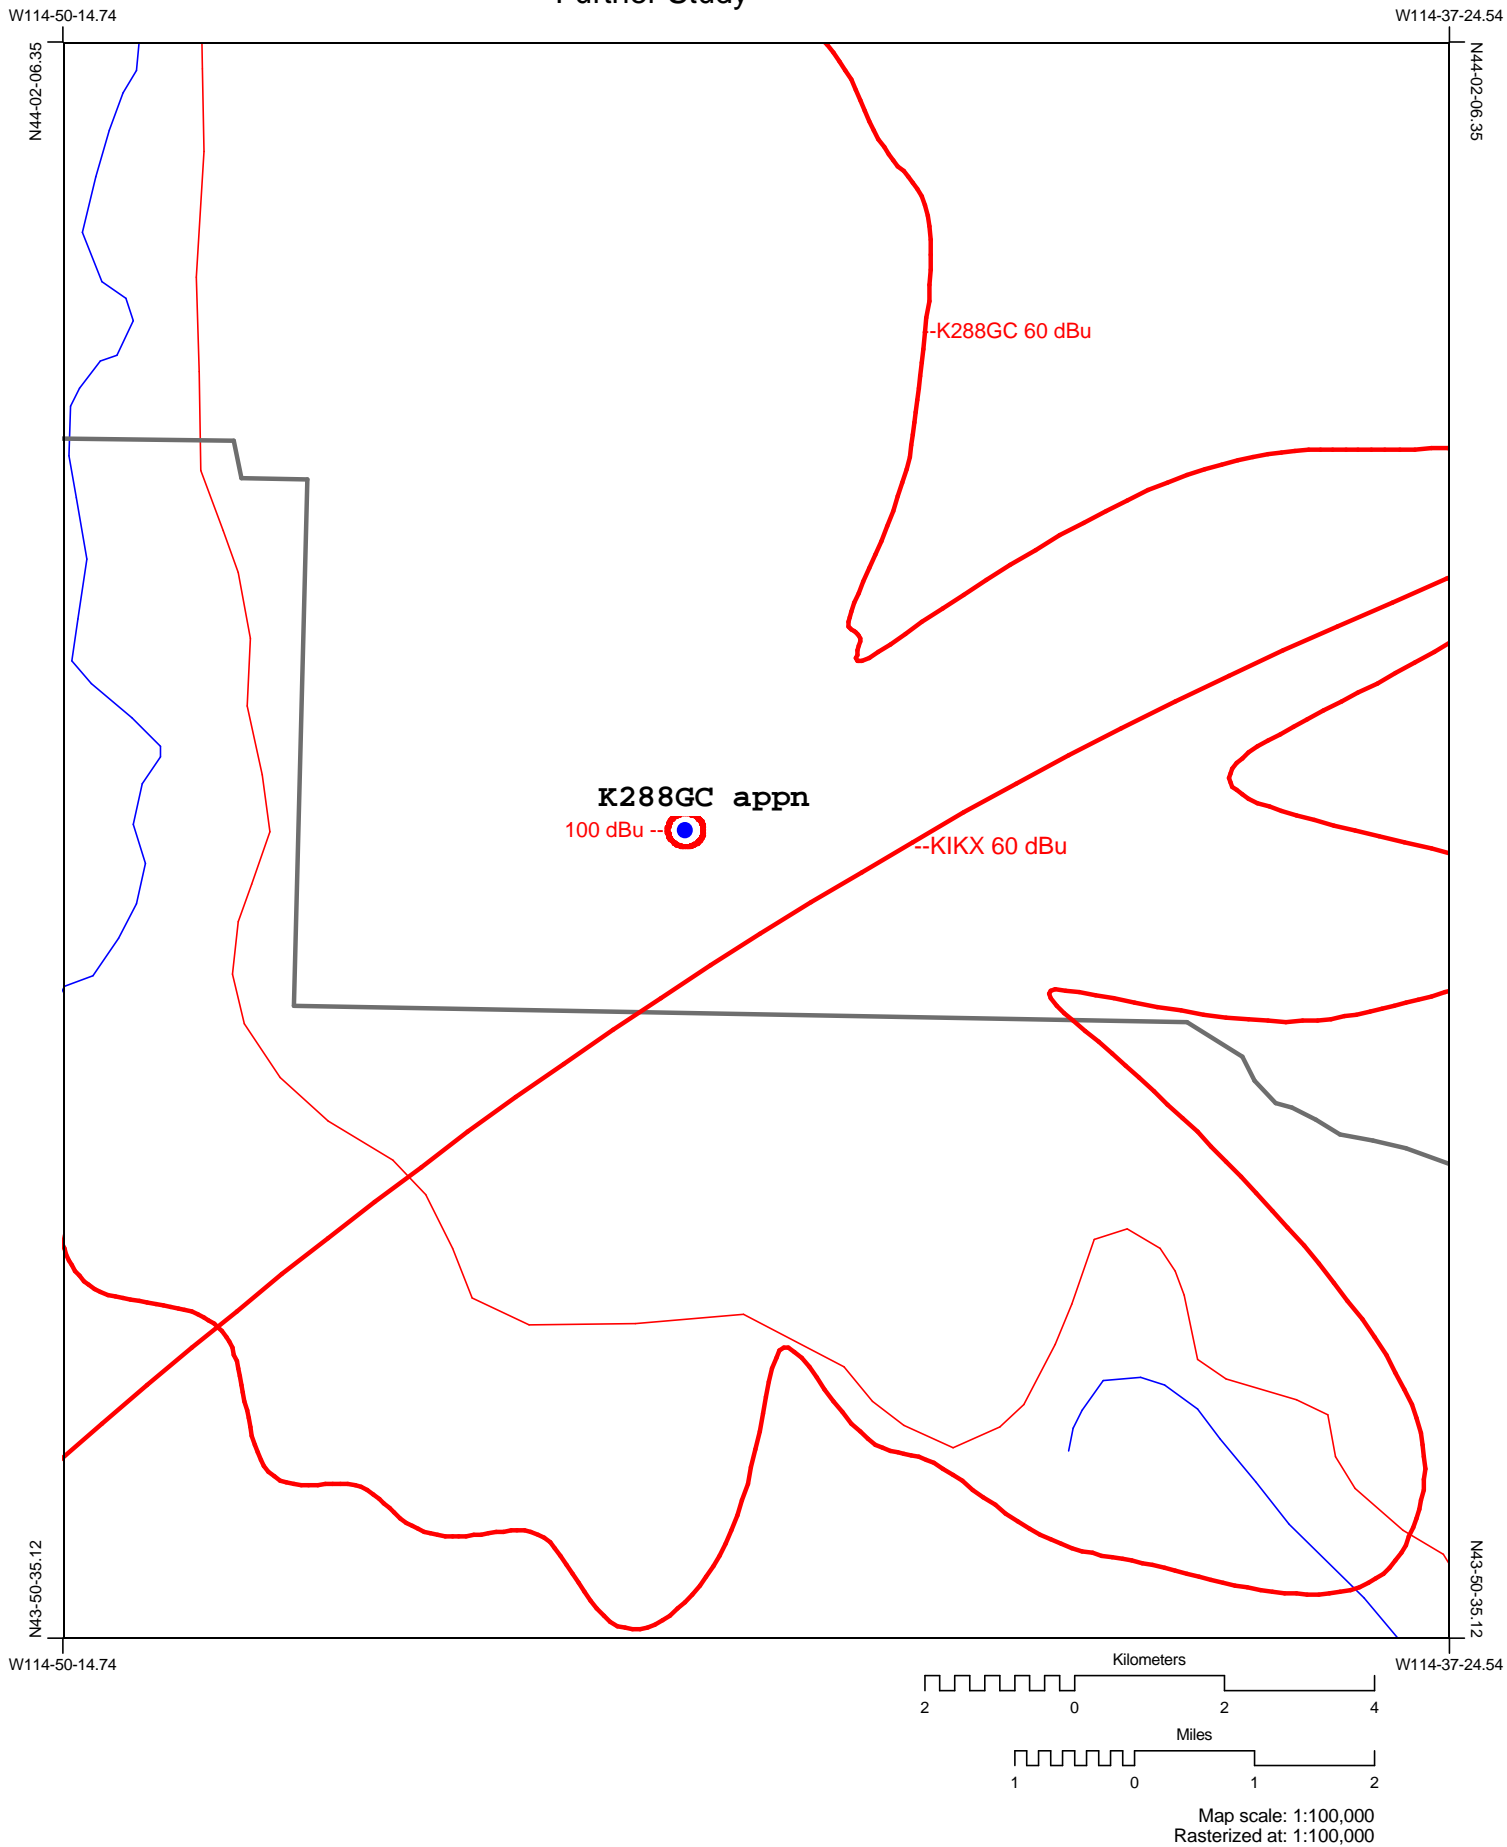 Further Study
W114-50-14.74
W114-37-24.54
N44-02-06.35
N44-02-06.35
--K288GC 60 dBu
K288GC appn
100 dBu --
--KIKX 60 dBu
N43-50-35.12
N43-50-35.12
W114-50-14.74
W114-37-24.54
Kilometers
2 0 2 4
Miles
1 0 1 2
Map scale: 1:100,000
Rasterized at: 1:100,000